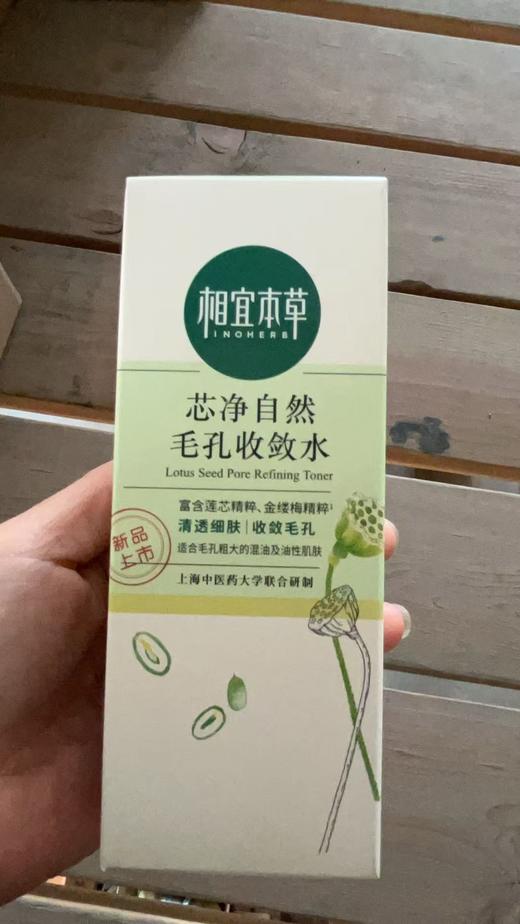 相宜本草
INOHERB
芯净自然
毛孔收敛水
Lotus Seed Pore Refining Toner
富含莲芯精粹、金缕梅精粹¹
清透细肤|收敛毛孔
适合毛孔粗大的混油及油性肌肤
新品
上市
上海中医药大学联合研制